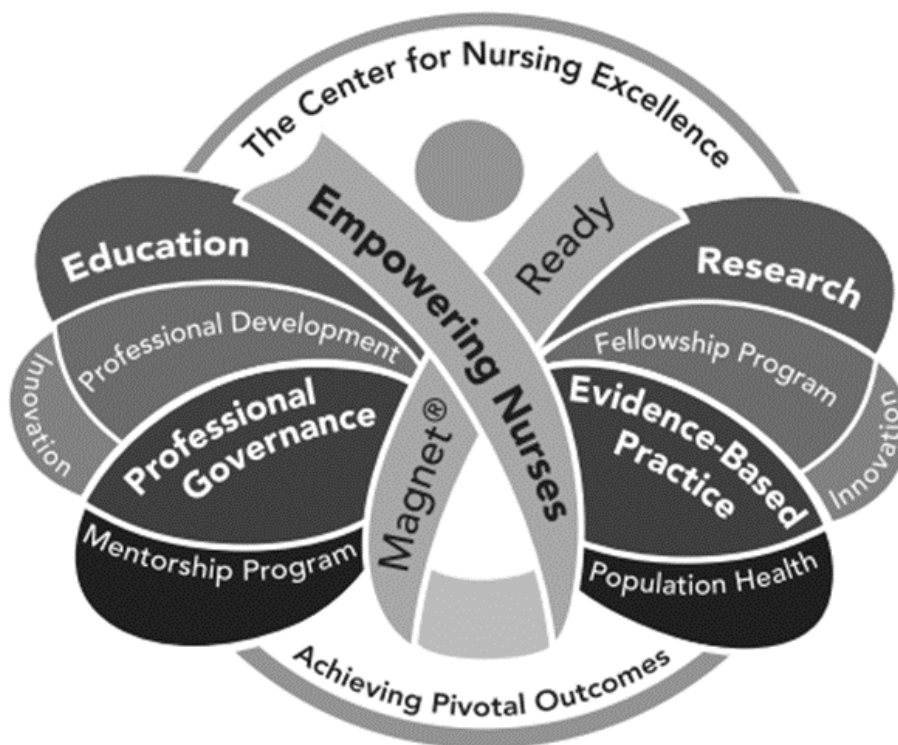 The Center for Nursing Excellence
Empowering Nurses
Magnet® Ready
Education
Professional Development
Innovation
Professional
Governance
Mentorship Program
Research
Fellowship Program
Innovation
Evidence-Based
Practice
Population Health
Achieving Pivotal Outcomes